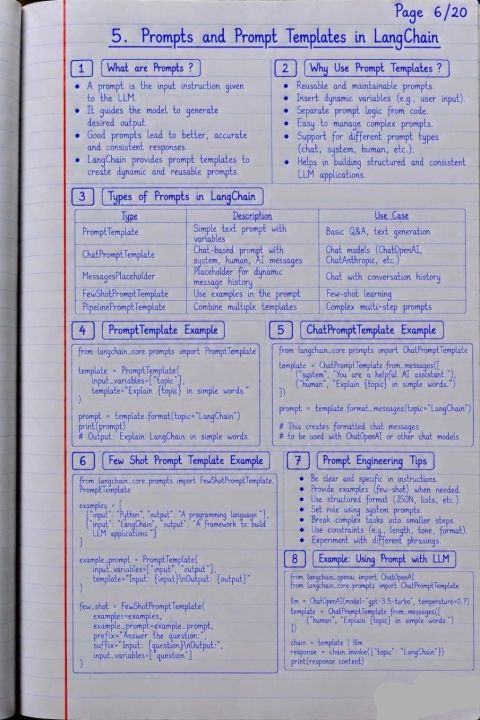 Page 6/20
5. Prompts and Prompt Templates in LangChain
1 What are Prompts ?
• A prompt is the input instruction given
to the LLM.
• It guides the model to generate
desired output.
• Good prompts lead to better, accurate
and consistent responses.
• LangChain provides prompt templates to
create dynamic and reusable prompts.
2 Why Use Prompt Templates ?
• Reusable and maintainable prompts.
• Insert dynamic variables (e.g., user input).
• Separate prompt logic from code.
• Easy to manage complex prompts.
• Support for different prompt types
(chat, system, human, etc.).
• Helps in building structured and consistent
LLM applications.
3 Types of Prompts in LangChain
Type Description Use Case
PromptTemplate Simple text prompt with variables Basic Q&A, text generation
ChatPromptTemplate Chat-based prompt with system, human, AI messages Chat models (ChatOpenAI, ChatAnthropic, etc.)
MessagesPlaceholder Placeholder for dynamic message history Chat with conversation history
FewShotPromptTemplate Use examples in the prompt Few-shot learning
PipelinePromptTemplate Combine multiple templates Complex multi-step prompts
4 PromptTemplate Example
from langchain_core.prompts import PromptTemplate
template = PromptTemplate(
input_variables=["topic"],
template="Explain {topic} in simple words."
)
prompt = template.format(topic="LangChain")
print(prompt)
# Output: Explain LangChain in simple words.
5 ChatPromptTemplate Example
from langchain_core.prompts import ChatPromptTemplate
template = ChatPromptTemplate.from_messages([
("system", "You are a helpful AI assistant."),
("human", "Explain {topic} in simple words.")
])
prompt = template.format_messages(topic="LangChain")
# This creates formatted chat messages
# to be used with ChatOpenAI or other chat models.
6 Few Shot Prompt Template Example
from langchain_core.prompts import FewShotPromptTemplate,
PromptTemplate
examples = [
{"input": "Python", "output": "A programming language."},
{"input": "LangChain", "output": "A framework to build
LLM applications."}
]
example_prompt = PromptTemplate(
input_variables=["input", "output"],
template="Input: {input}\nOutput: {output}"
)
few_shot = FewShotPromptTemplate(
examples=examples,
example_prompt=example_prompt,
prefix="Answer the question:",
suffix="Input: {question}\nOutput:",
input_variables=["question"]
)
7 Prompt Engineering Tips
• Be clear and specific in instructions.
• Provide examples (few-shot) when needed.
• Use structured format (JSON, lists, etc.).
• Set role using system prompts.
• Break complex tasks into smaller steps.
• Use constraints (e.g., length, tone, format).
• Experiment with different phrasings.
8 Example: Using Prompt with LLM
from langchain_openai import ChatOpenAI
from langchain_core.prompts import ChatPromptTemplate
llm = ChatOpenAI(model="gpt-3.5-turbo", temperature=0.7)
template = ChatPromptTemplate.from_messages([
("human", "Explain {topic} in simple words.")
])
chain = template | llm
response = chain.invoke({"topic": "LangChain"})
print(response.content)